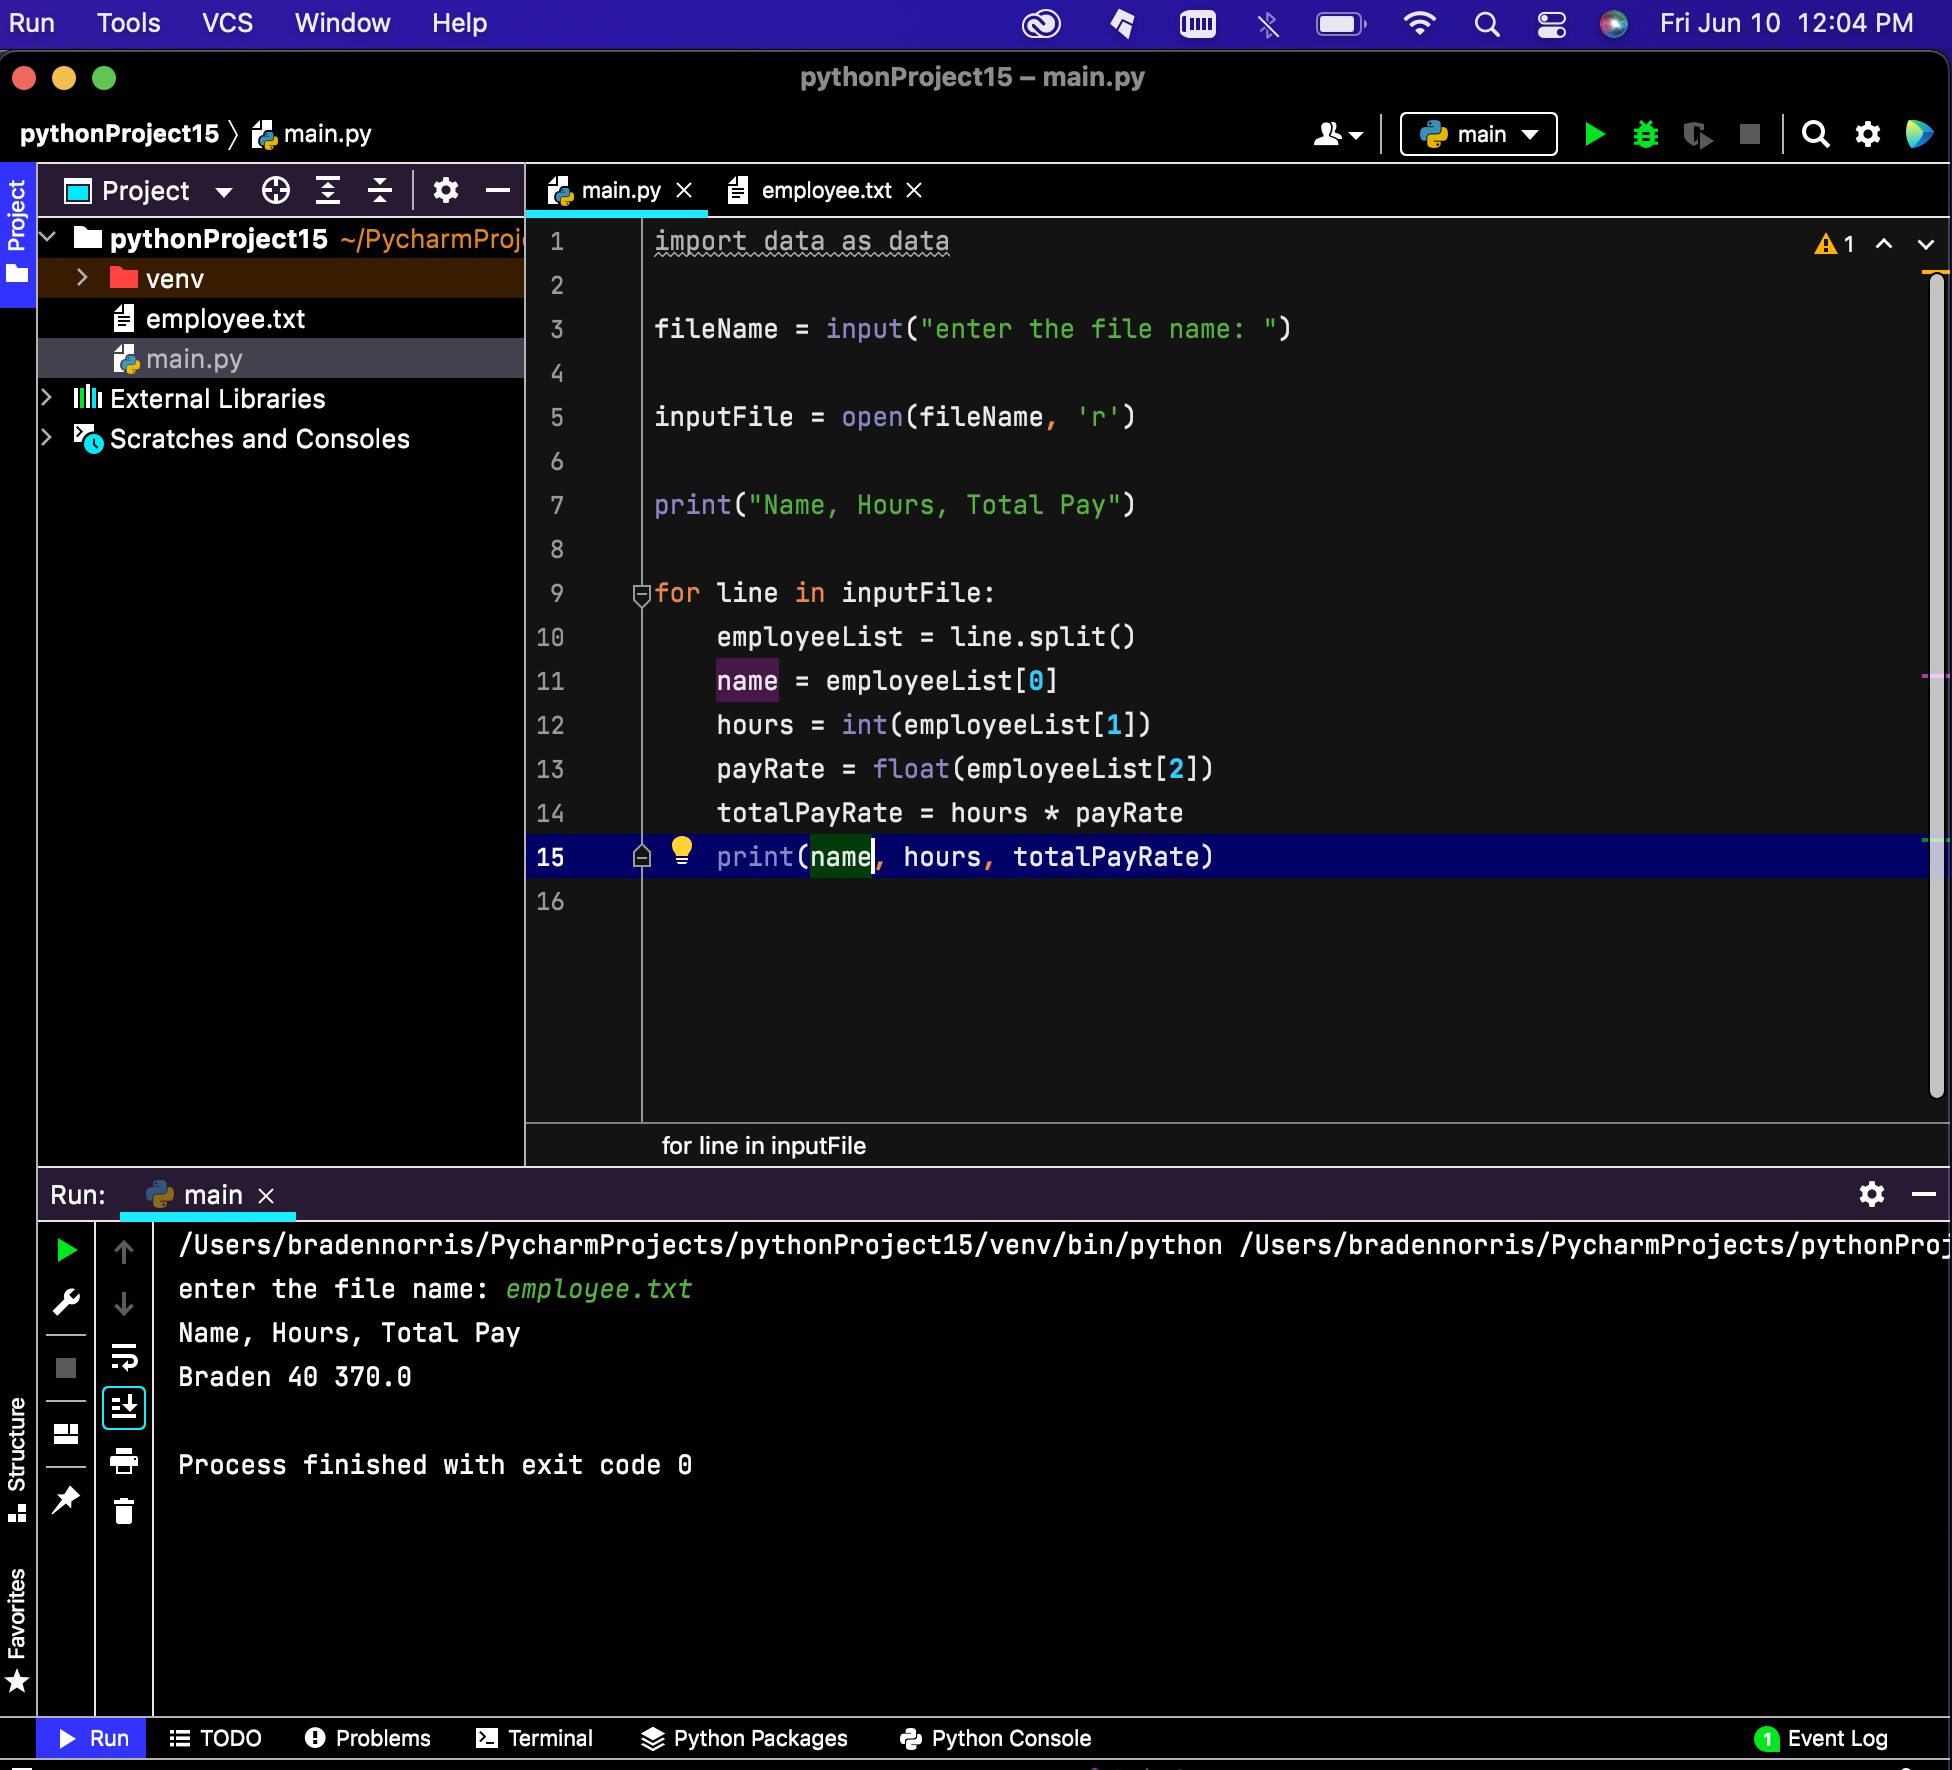 Run Tools VCS Window Help Fri Jun 10 12:04 PM
pythonProject15 – main.py
pythonProject15 〉 main.py main
Project main.py employee.txt
Project
pythonProject15 ~/PycharmProj
venv
employee.txt
main.py
External Libraries
Scratches and Consoles
1 import data as data 1
2
3 fileName = input("enter the file name: ")
4
5 inputFile = open(fileName, 'r')
6
7 print("Name, Hours, Total Pay")
8
9 for line in inputFile:
10 employeeList = line.split()
11 name = employeeList[0]
12 hours = int(employeeList[1])
13 payRate = float(employeeList[2])
14 totalPayRate = hours * payRate
15 print(name, hours, totalPayRate)
16
for line in inputFile
Run: main
/Users/bradennorris/PycharmProjects/pythonProject15/venv/bin/python /Users/bradennorris/PycharmProjects/pythonProj
enter the file name: employee.txt
Name, Hours, Total Pay
Braden 40 370.0
Process finished with exit code 0
Structure
Favorites
Run TODO Problems Terminal Python Packages Python Console 1 Event Log